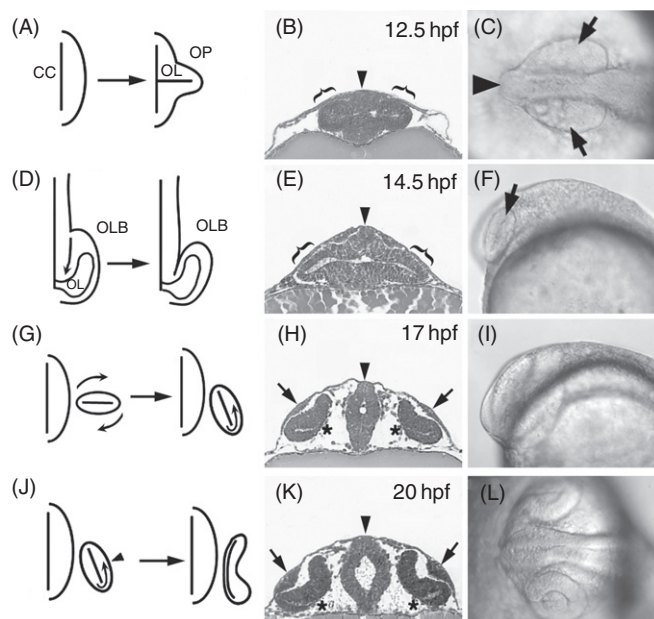 (A)
CC
OL
OP
(B)
12.5 hpf
(C)
(D)
OL
OLB
OLB
(E)
14.5 hpf
(F)
(G)
(H)
17 hpf
*
*
(I)
(J)
(K)
20 hpf
*
*
(L)